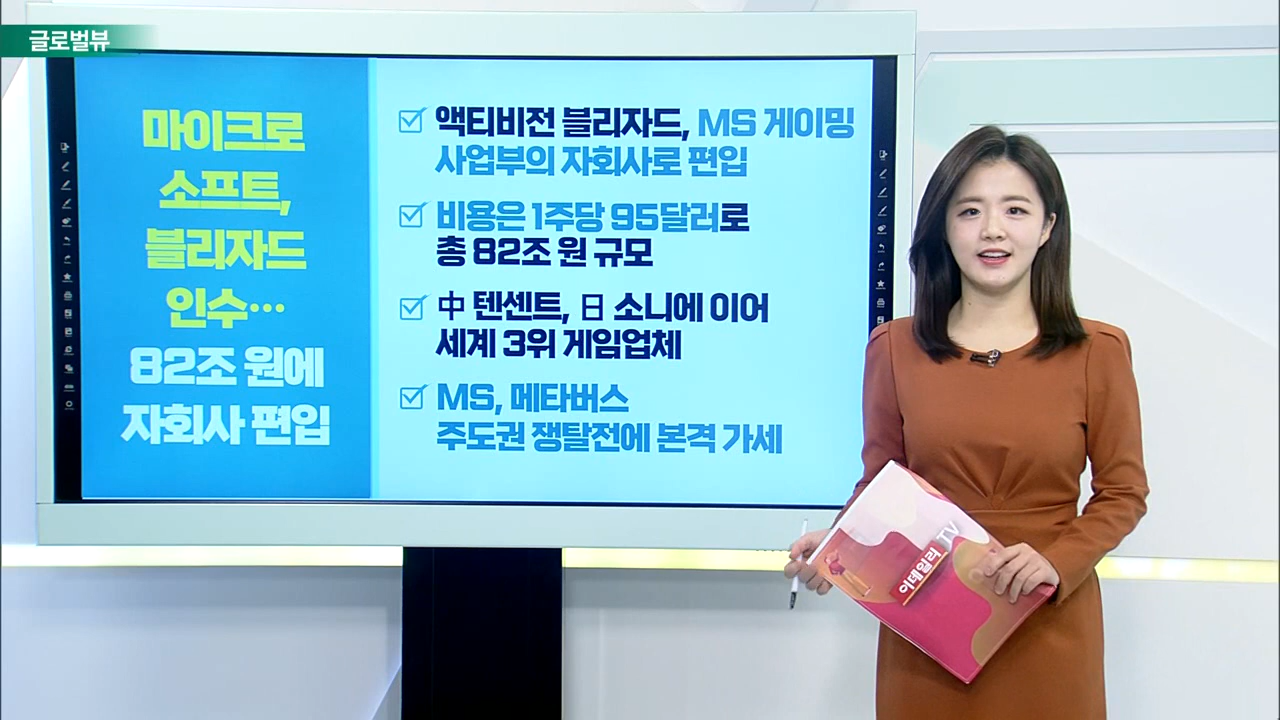 글로벌뷰
마이크로
소프트,
블리자드
인수…
82조 원에
자회사 편입
액티비전 블리자드, MS 게이밍
사업부의 자회사로 편입
비용은 1주당 95달러로
총 82조 원 규모
中 텐센트, 日 소니에 이어
세계 3위 게임업체
MS, 메타버스
주도권 쟁탈전에 본격 가세
이데일리 TV